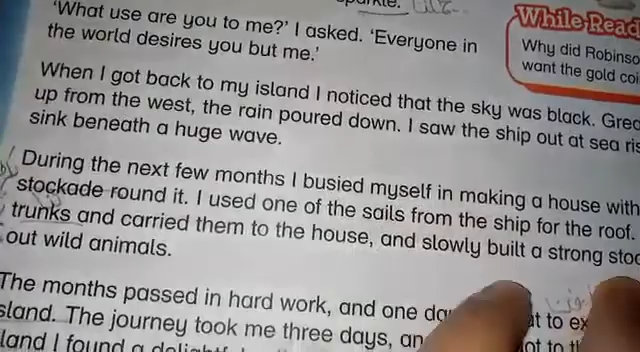 'What use are you to me?' I asked. 'Everyone in
the world desires you but me.'
While-Read
Why did Robinso
want the gold coi
When I got back to my island I noticed that the sky was black. Grea
up from the west, the rain poured down. I saw the ship out at sea ris
sink beneath a huge wave.
During the next few months I busied myself in making a house with
stockade round it. I used one of the sails from the ship for the roof.
trunks and carried them to the house, and slowly built a strong stoc
out wild animals.
The months passed in hard work, and one da
ut to ex
sland. The journey took me three days, an
land I found a